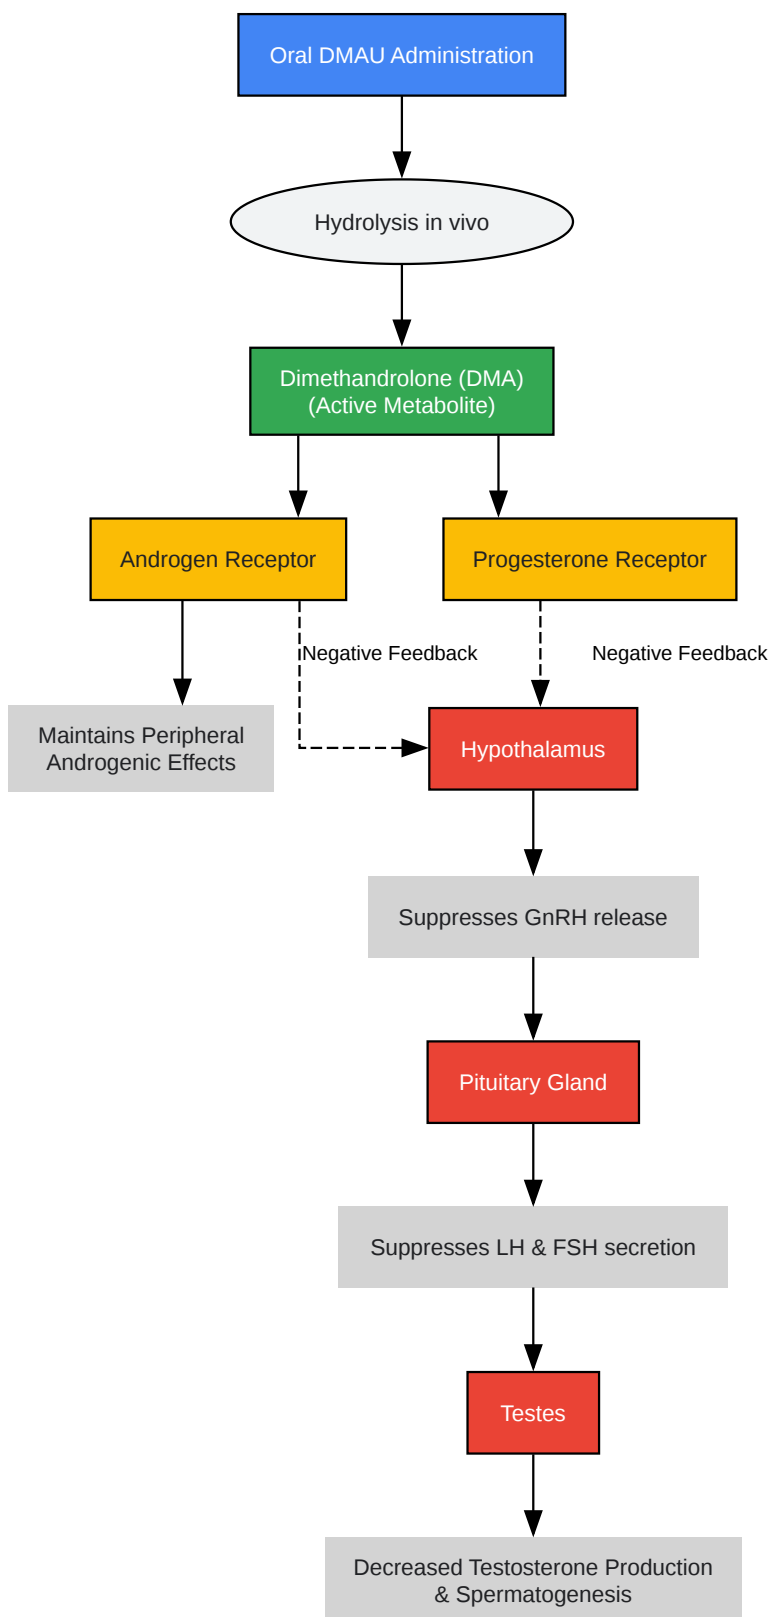 Oral DMAU Administration
Hydrolysis in vivo
Dimethandrolone (DMA)
(Active Metabolite)
Androgen Receptor
Progesterone Receptor
Negative Feedback
Negative Feedback
Maintains Peripheral
Androgenic Effects
Hypothalamus
Suppresses GnRH release
Pituitary Gland
Suppresses LH & FSH secretion
Testes
Decreased Testosterone Production
& Spermatogenesis